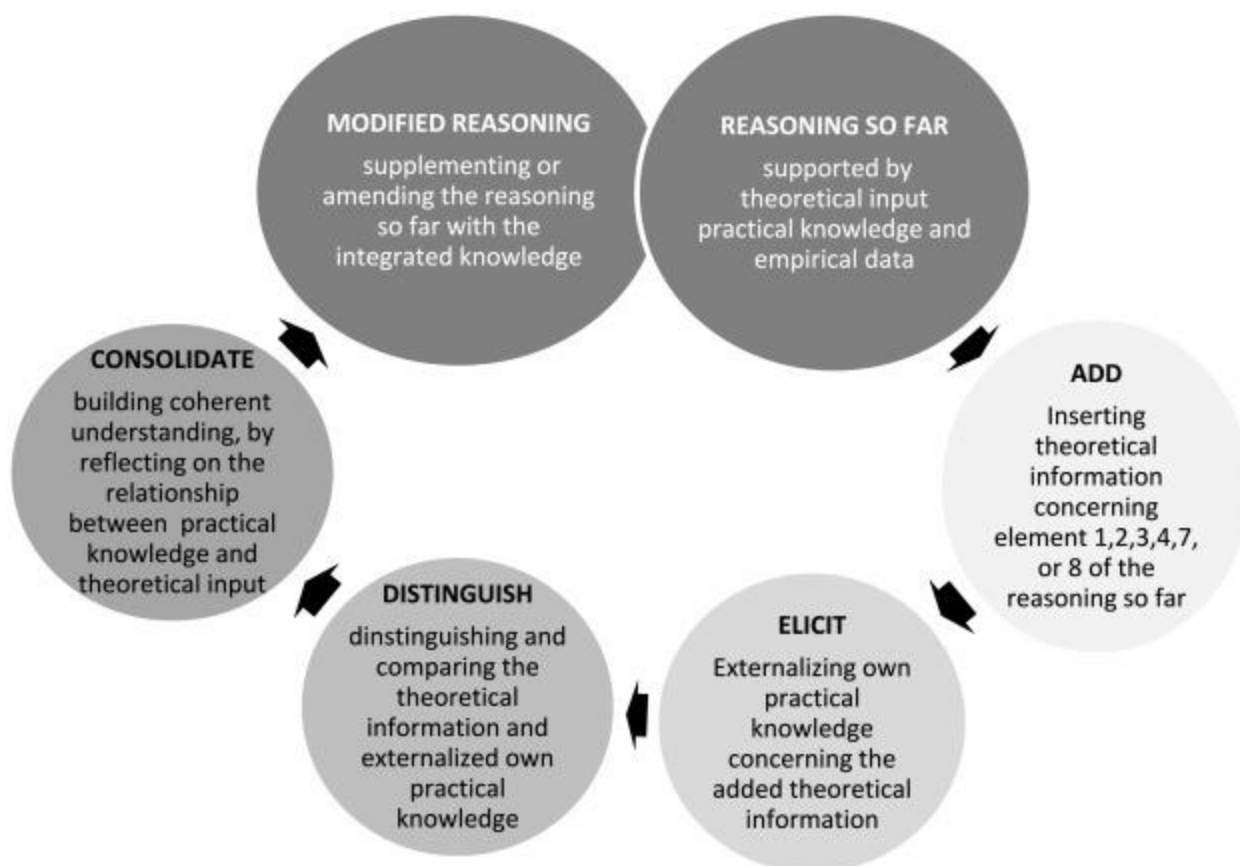 MODIFIED REASONING
supplementing or
amending the reasoning
so far with the
integrated knowledge
REASONING SO FAR
supported by
theoretical input
practical knowledge and
empirical data
ADD
Inserting
theoretical
information
concerning
element 1,2,3,4,7,
or 8 of the
reasoning so far
ELICIT
Externalizing own
practical
knowledge
concerning the
added theoretical
information
DISTINGUISH
dinstinguishing and
comparing the
theoretical
information and
externalized own
practical
knowledge
CONSOLIDATE
building coherent
understanding, by
reflecting on the
relationship
between practical
knowledge and
theoretical input